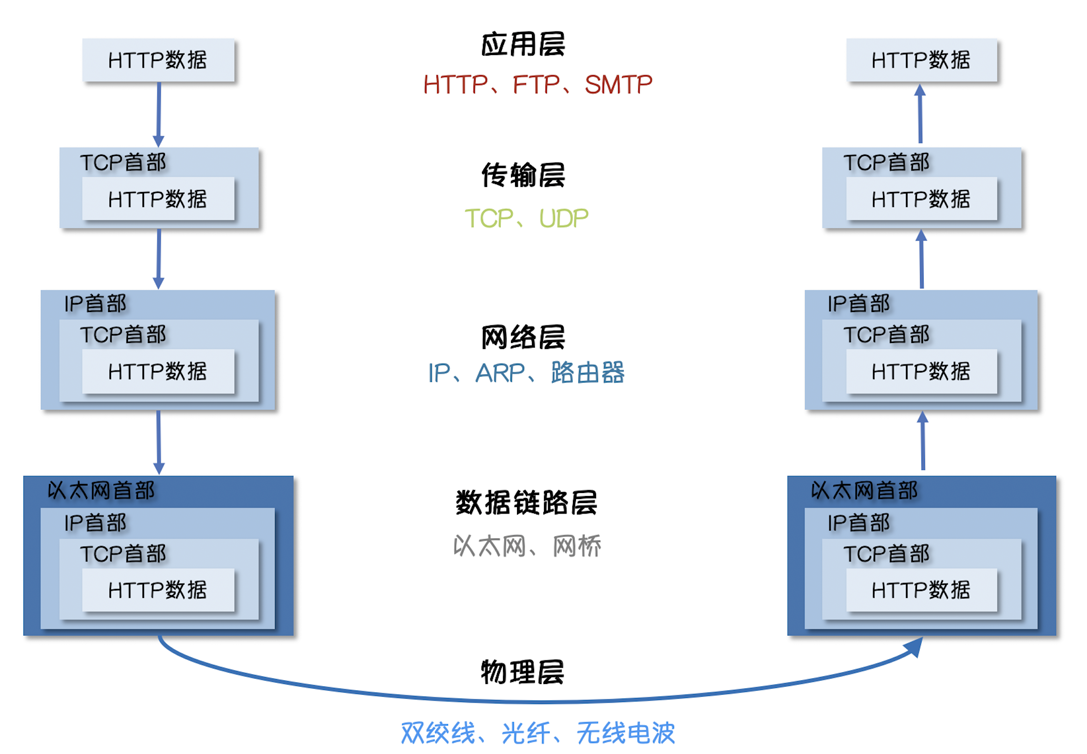 HTTP数据
TCP首部
HTTP数据
IP首部
TCP首部
HTTP数据
以太网首部
IP首部
TCP首部
HTTP数据
应用层
HTTP、FTP、SMTP
传输层
TCP、UDP
网络层
IP、ARP、路由器
数据链路层
以太网、网桥
物理层
双绞线、光纤、无线电波
HTTP数据
TCP首部
HTTP数据
IP首部
TCP首部
HTTP数据
以太网首部
IP首部
TCP首部
HTTP数据